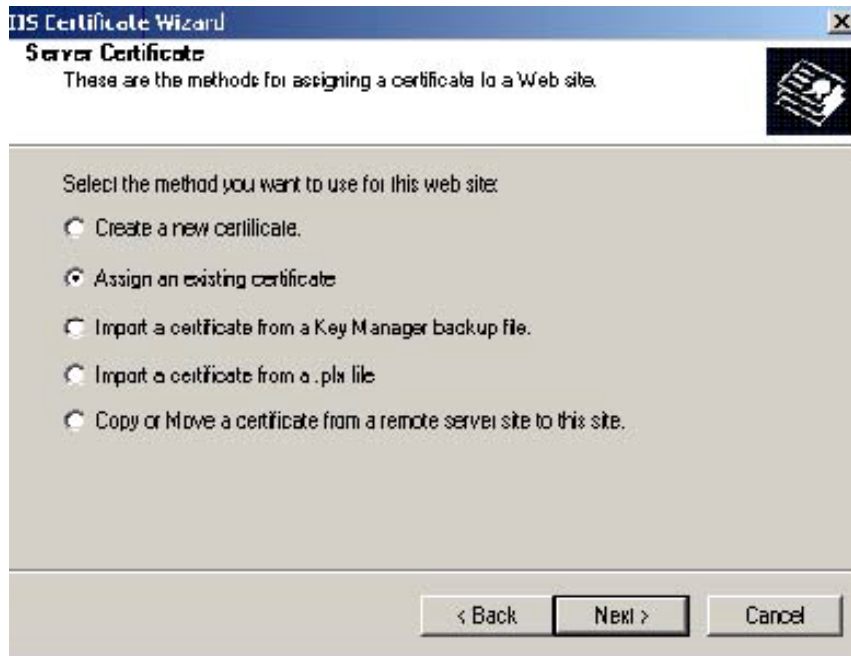 IIS Certificate Wizard
Server Certificate
These are the methods for assigning a certificate to a Web site.
Select the method you want to use for this web site:
Create a new certificate.
Assign an existing certificate
Import a certificate from a Key Manager backup file.
Import a certificate from a .pfx file
Copy or Move a certificate from a remote server site to this site.
< Back
Next >
Cancel